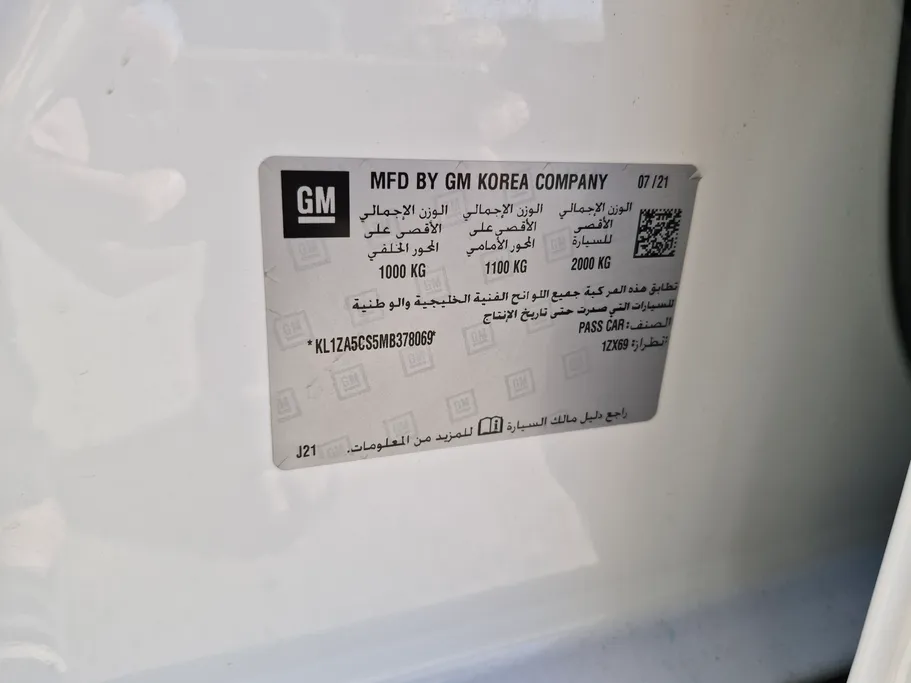 GM
MFD BY GM KOREA COMPANY 07/21
الوزن الإجمالي الأقصى للسيارة
2000 KG
الوزن الإجمالي الأقصى على المحور الأمامي
1100 KG
الوزن الإجمالي الأقصى على المحور الخلفي
1000 KG
تطابق هذه المركبة جميع اللوائح الفنية الخليجية والوطنية
للسيارات التي صدرت حتى تاريخ الإنتاج
الصنف: PASS CAR
الطراز: 1ZX69
*KL1ZA5CS5MB378069*
راجع دليل مالك السيارة للمزيد من المعلومات.
J21